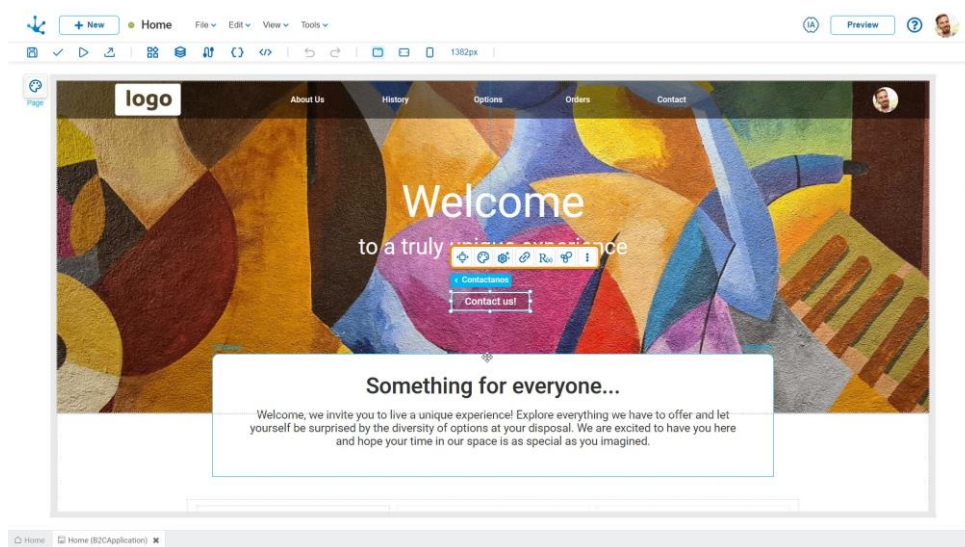 + New
Home
File
Edit
View
Tools
IA
Preview
?
1382px
Page
logo
About Us
History
Options
Orders
Contact
Welcome
to a truly unique experience
R(x)
Contactanos
Contact us!
Something for everyone...
Welcome, we invite you to live a unique experience! Explore everything we have to offer and let
yourself be surprised by the diversity of options at your disposal. We are excited to have you here
and hope your time in our space is as special as you imagined.
Home
Home (B2CApplication)